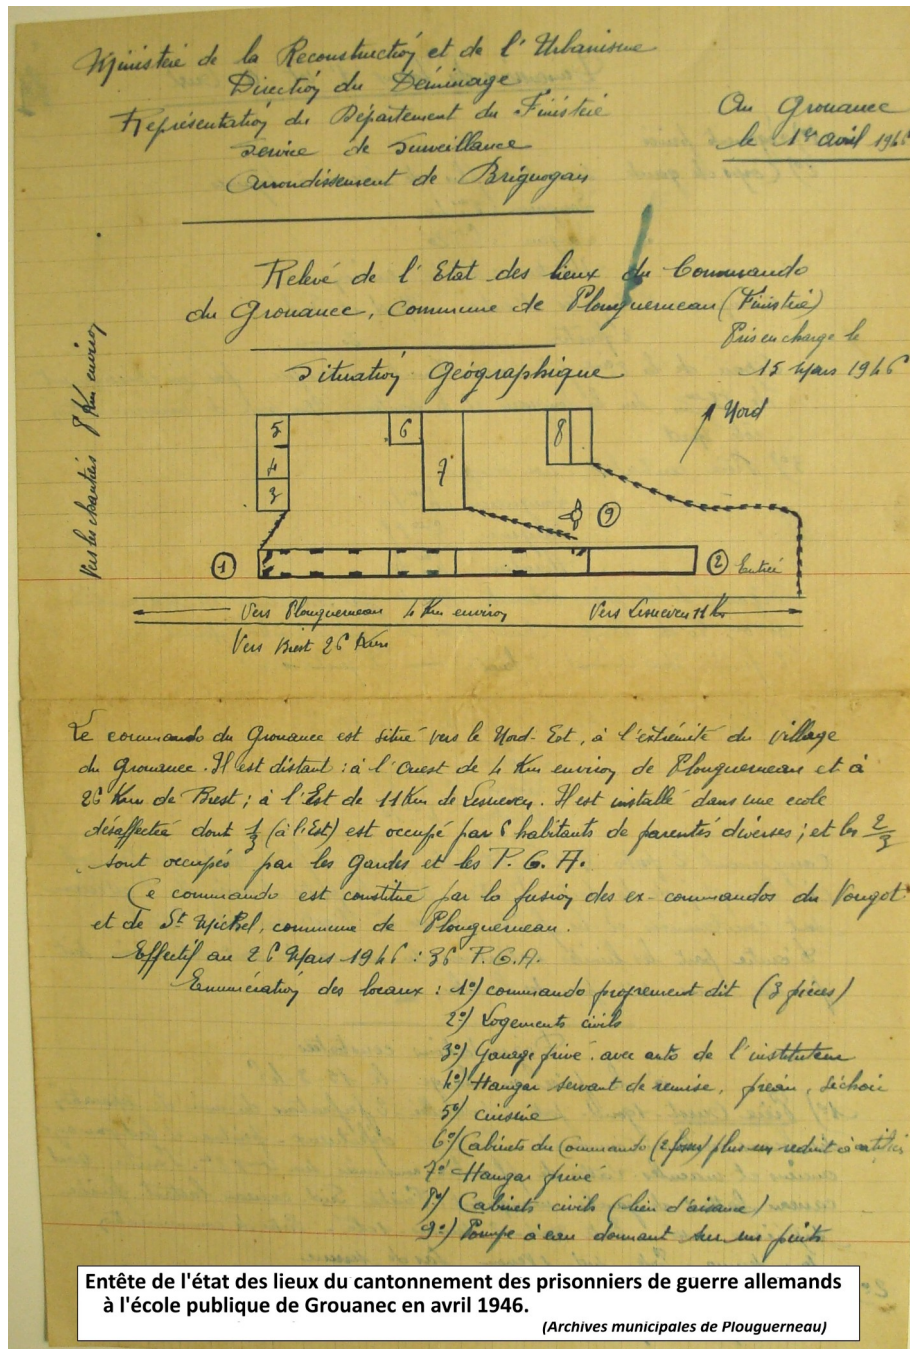 Ministère de la Reconstruction et de l'Urbanisme
Direction du Déminage
Représentation du Département du Finistère
Service de Surveillance
Arrondissement de Brignogan
Au Grouanec
le 1er avril 1946
Relevé de l'Etat des lieux du Commando
du Grouanec, commune de Plouguerneau (Finistère)
Pris en charge le
15 Mars 1946
Situation Géographique
Vers les chantiers 8 Km environ
Nord
5
4
3
6
7
8
9
1
2 Entrée
Vers Plouguerneau 4 Km environ
Vers Lesneven 11 Km
Vers Brest 26 Km
Le commando du Grouanec est situé vers le Nord-Est, à l'extrémité du village
du Grouanec. Il est distant : à l'Ouest de 4 Km environ de Plouguerneau et à
26 Km de Brest ; à l'Est de 11 Km de Lesneven. Il est installé dans une école
désaffectée dont 1/3 (à l'Est) est occupé par 6 habitants de parentés diverses ; et les 2/3
sont occupés par les gardes et les P.G.A.
Ce commando est constitué par la fusion des ex-commandos du Vougot
et de St Michel, commune de Plouguerneau.
Effectif au 26 Mars 1946 : 36 P.G.A.
Enumération des locaux : 1°) commando proprement dit (3 pièces)
2°) Logements civils
3°) Garage privé avec auto de l'instituteur
4°) Hangar servant de remise, préau, séchoir
5°) cuisine
6°) Cabinets du Commando (2 fosses) plus un réduit à
7°) Hangar privé
8°) Cabinets civils (lieu d'aisance)
9°) Pompe à eau donnant sur un puits
Entête de l'état des lieux du cantonnement des prisonniers de guerre allemands
à l'école publique de Grouanec en avril 1946.
(Archives municipales de Plouguerneau)